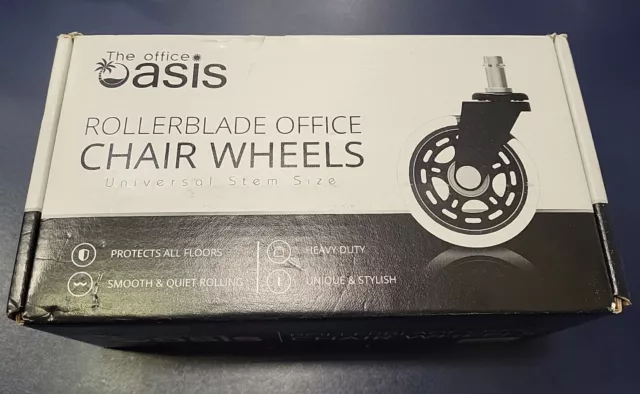 The office
Oasis
ROLLERBLADE OFFICE
CHAIR WHEELS
Universal Stem Size
PROTECTS ALL FLOORS
HEAVY DUTY
SMOOTH & QUIET ROLLING
UNIQUE & STYLISH